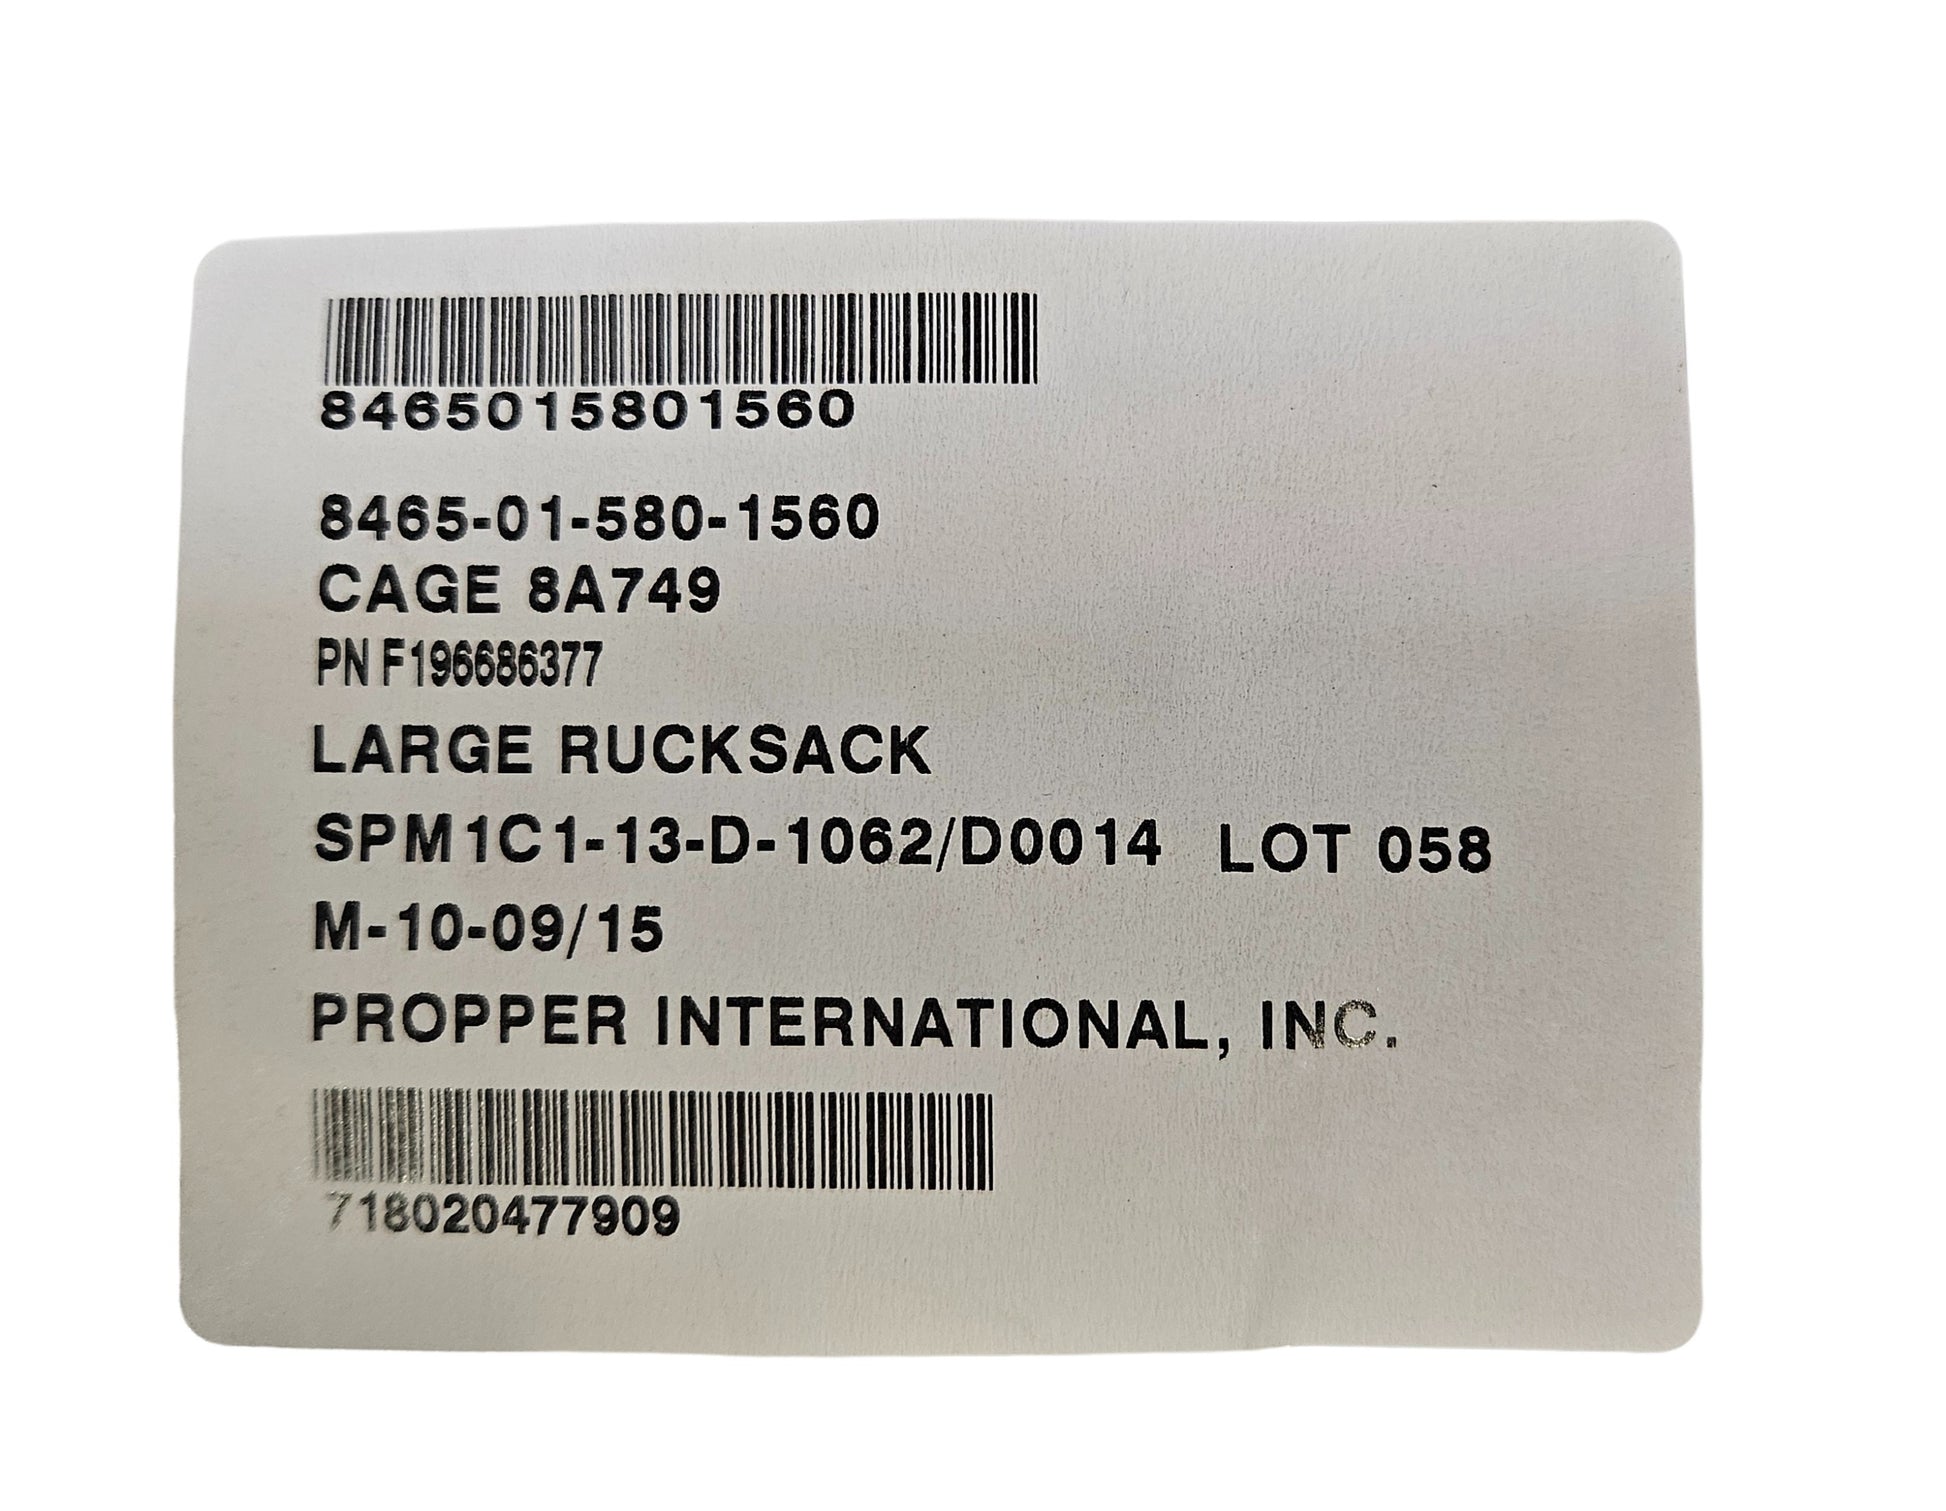 8465015801560
8465-01-580-1560
CAGE 8A749
PN F196686377
LARGE RUCKSACK
SPM1C1-13-D-1062/D0014 LOT 058
M-10-09/15
PROPPER INTERNATIONAL, INC.
718020477909